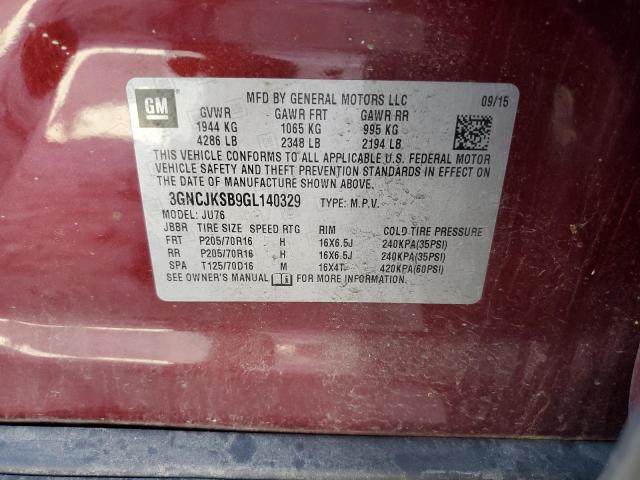 GM
MFD BY GENERAL MOTORS LLC 09/15
GVWR GAWR FRT GAWR RR
1944 KG 1065 KG 995 KG
4286 LB 2348 LB 2194 LB
THIS VEHICLE CONFORMS TO ALL APPLICABLE U.S. FEDERAL MOTOR
VEHICLE SAFETY AND THEFT PREVENTION STANDARDS IN EFFECT ON
THE DATE OF MANUFACTURE SHOWN ABOVE.
3GNCJKSB9GL140329 TYPE: M.P.V.
MODEL: JU76
JBBR TIRE SIZE SPEED RTG RIM COLD TIRE PRESSURE
FRT P205/70R16 H 16X6.5J 240KPA(35PSI)
RR P205/70R16 H 16X6.5J 240KPA(35PSI)
SPA T125/70D16 M 16X4T 420KPA(60PSI)
SEE OWNER'S MANUAL FOR MORE INFORMATION.